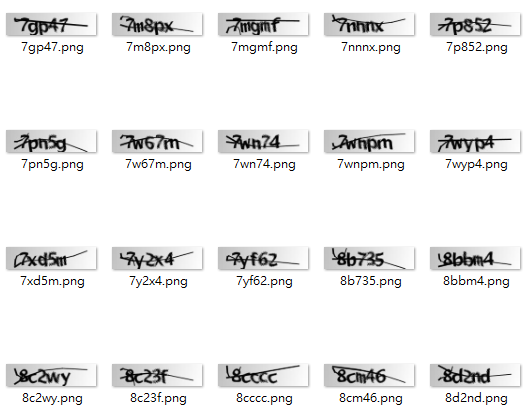 7gp47 7m8px 7mgmf 7nnnx 7p852
7gp47.png 7m8px.png 7mgmf.png 7nnnx.png 7p852.png
7pn5g 7w67m 7wn74 7wnpm 7wyp4
7pn5g.png 7w67m.png 7wn74.png 7wnpm.png 7wyp4.png
7xd5m 7y2x4 7yf62 8b735 8bbm4
7xd5m.png 7y2x4.png 7yf62.png 8b735.png 8bbm4.png
8c2wy 8c23f 8cccc 8cm46 8d2nd
8c2wy.png 8c23f.png 8cccc.png 8cm46.png 8d2nd.png